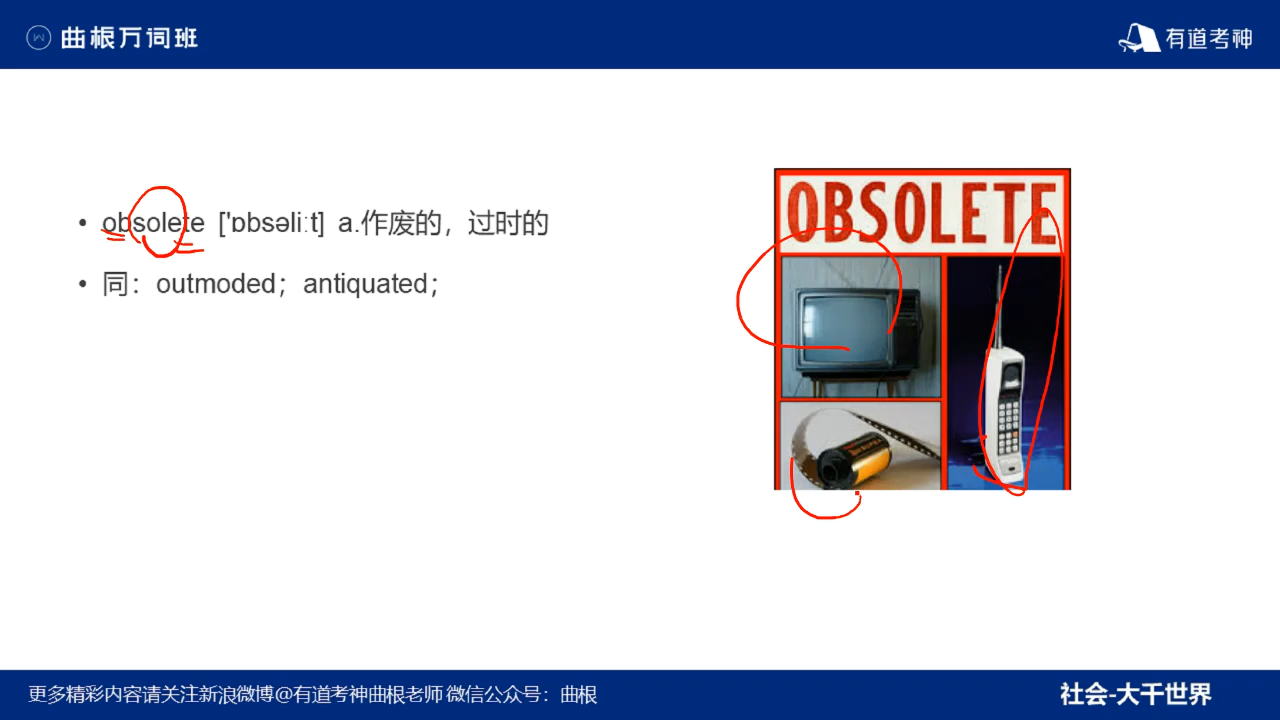 曲根万词班
有道考神
• obsolete ['ɒbsəliːt] a.作废的，过时的
• 同：outmoded；antiquated；
OBSOLETE
更多精彩内容请关注新浪微博@有道考神曲根老师 微信公众号：曲根
社会-大千世界